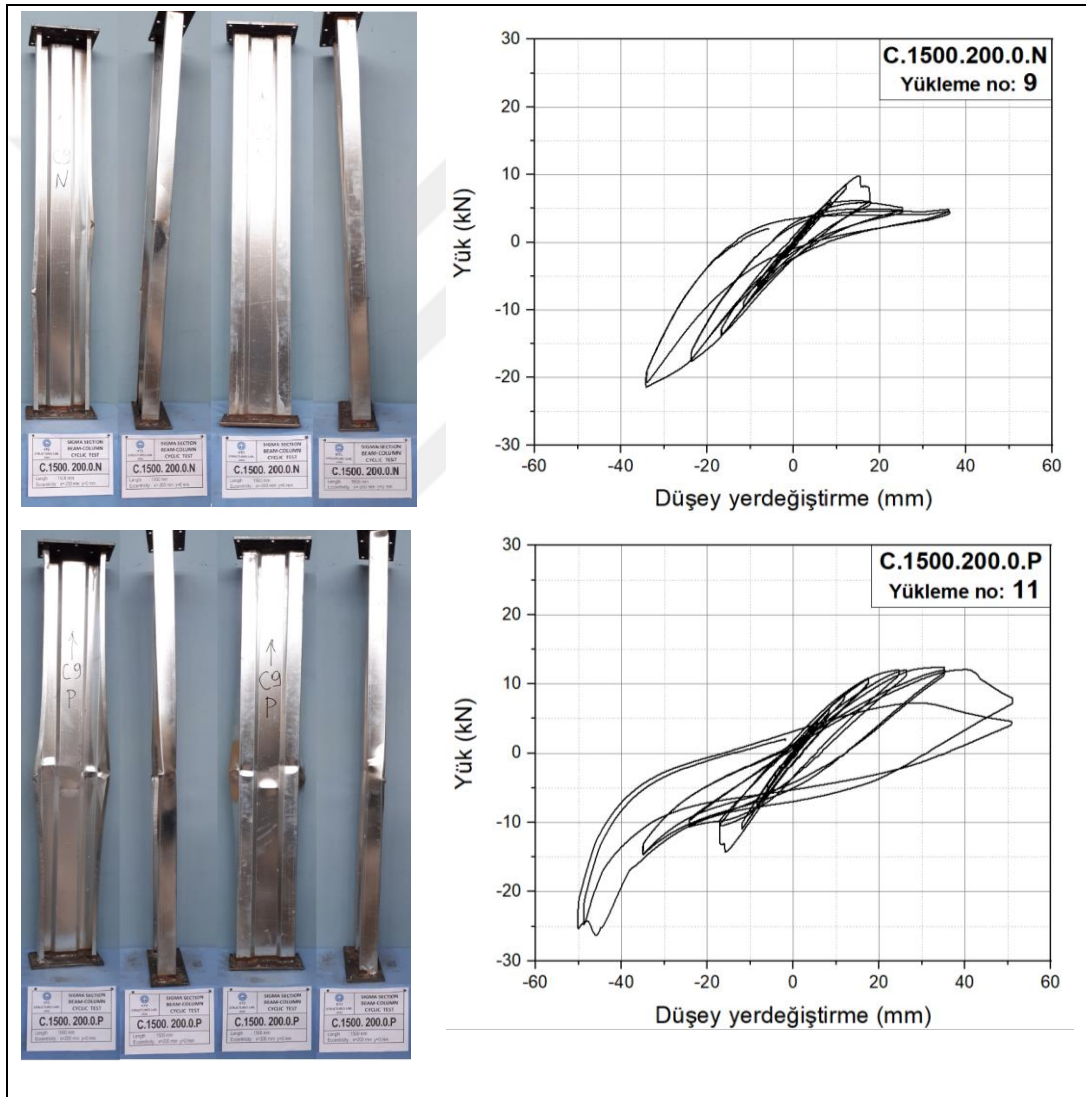 C9
N
SIGMA SECTION
BEAM-COLUMN
CYCLIC TEST
C.1500. 200.0.N
SIGMA SECTION
BEAM-COLUMN
CYCLIC TEST
C.1500. 200.0.N
SIGMA SECTION
BEAM-COLUMN
CYCLIC TEST
C.1500. 200.0.N
SIGMA SECTION
BEAM-COLUMN
CYCLIC TEST
C.1500. 200.0.N
C.1500.200.0.N
Yükleme no: 9
Yük (kN)
30
20
10
0
-10
-20
-30
-60 -40 -20 0 20 40 60
Düşey yerdeğiştirme (mm)
C9
P
C9
P
SIGMA SECTION
BEAM-COLUMN
CYCLIC TEST
C.1500. 200.0.P
SIGMA SECTION
BEAM-COLUMN
CYCLIC TEST
C.1500. 200.0.P
SIGMA SECTION
BEAM-COLUMN
CYCLIC TEST
C.1500. 200.0.P
SIGMA SECTION
BEAM-COLUMN
CYCLIC TEST
C.1500. 200.0.P
C.1500.200.0.P
Yükleme no: 11
Yük (kN)
30
20
10
0
-10
-20
-30
-60 -40 -20 0 20 40 60
Düşey yerdeğiştirme (mm)